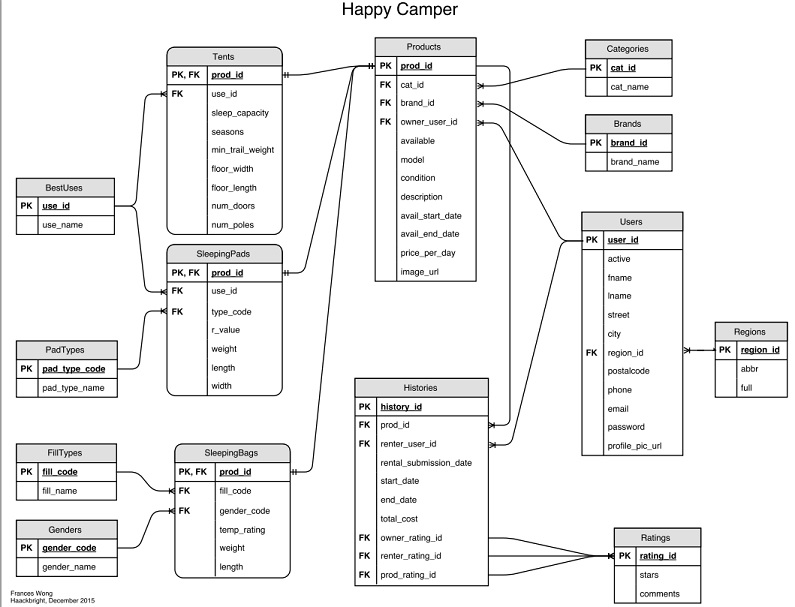 Happy Camper
Tents
PK, FK prod_id
FK use_id
sleep_capacity
seasons
min_trail_weight
floor_width
floor_length
num_doors
num_poles
Products
PK prod_id
FK cat_id
FK brand_id
FK owner_user_id
available
model
condition
description
avail_start_date
avail_end_date
price_per_day
image_url
Categories
PK cat_id
cat_name
Brands
PK brand_id
brand_name
BestUses
PK use_id
use_name
SleepingPads
PK, FK prod_id
FK use_id
FK type_code
r_value
weight
length
width
Users
PK user_id
active
fname
lname
street
city
FK region_id
postalcode
phone
email
password
profile_pic_url
Regions
PK region_id
abbr
full
PadTypes
PK pad_type_code
pad_type_name
Histories
PK history_id
FK prod_id
FK renter_user_id
rental_submission_date
start_date
end_date
total_cost
FK owner_rating_id
FK renter_rating_id
FK prod_rating_id
FillTypes
PK fill_code
fill_name
SleepingBags
PK, FK prod_id
FK fill_code
FK gender_code
temp_rating
weight
length
Genders
PK gender_code
gender_name
Ratings
PK rating_id
stars
comments
Frances Wong
Haackbright, December 2015